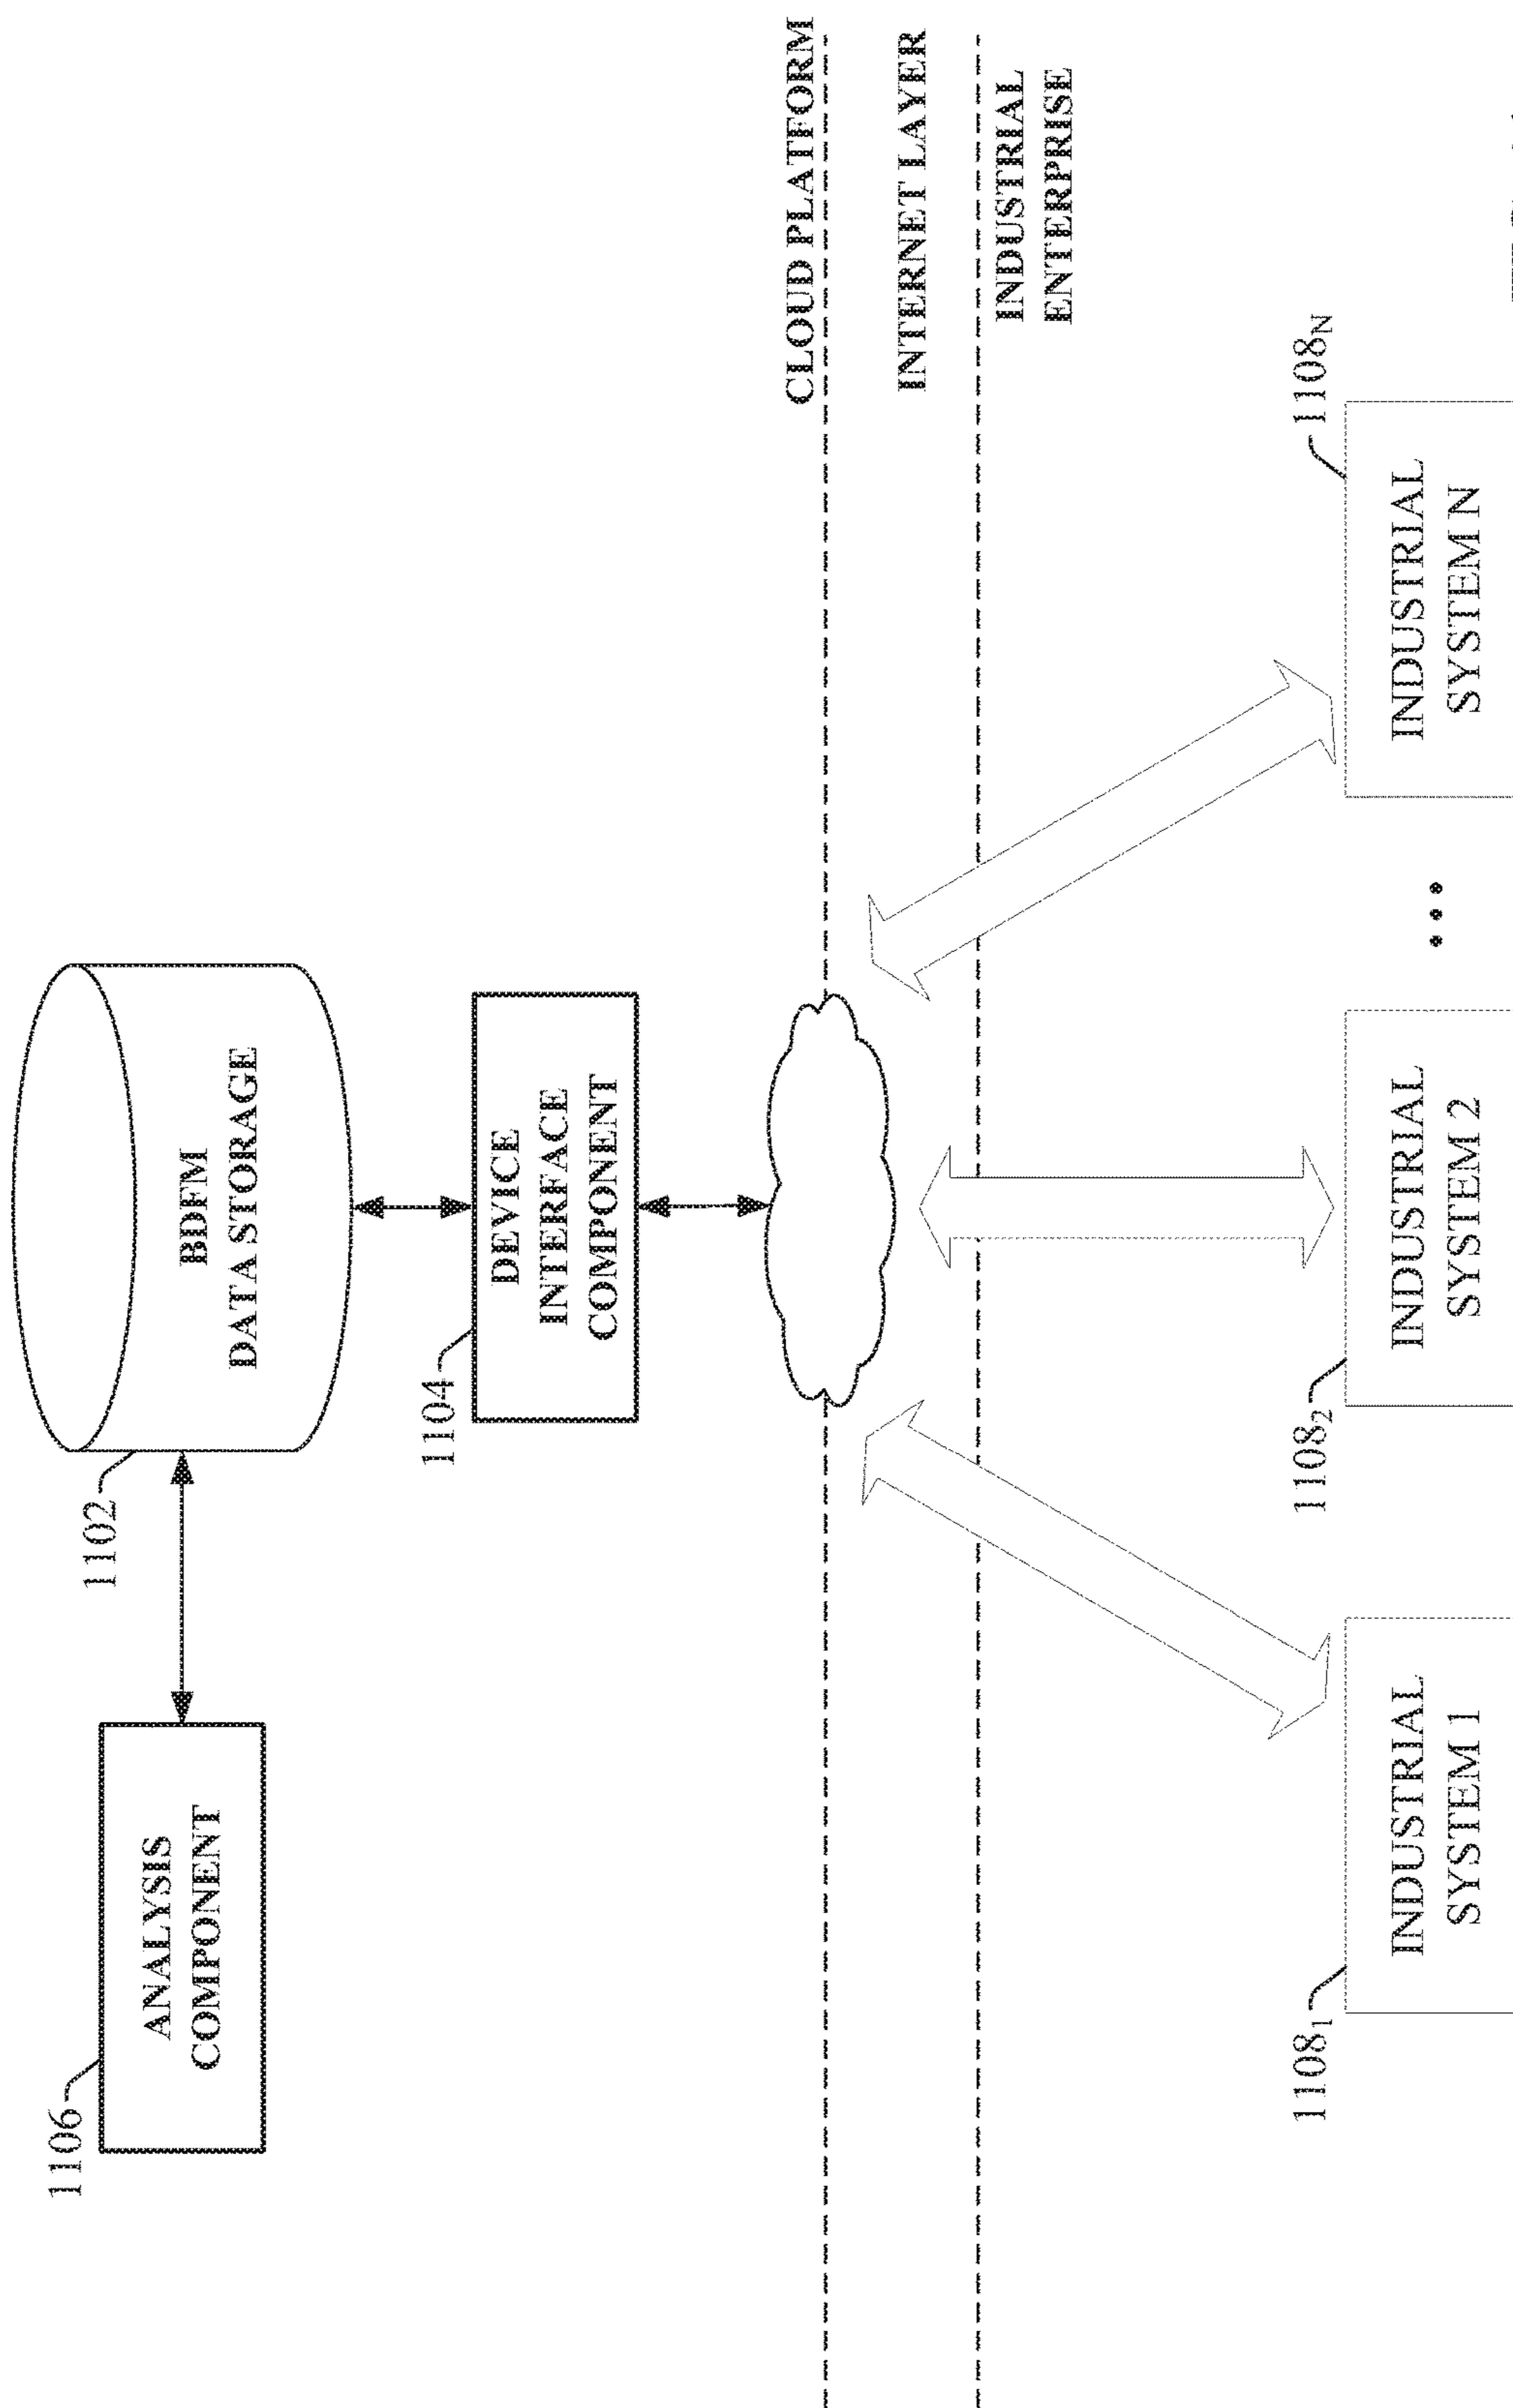 1102
BDFM
DATA STORAGE
1106
ANALYSIS
COMPONENT
1104
DEVICE
INTERFACE
COMPONENT
CLOUD PLATFORM
INTERNET LAYER
INDUSTRIAL
ENTERPRISE
1108₁
INDUSTRIAL
SYSTEM 1
1108₂
INDUSTRIAL
SYSTEM 2
...
1108ₙ
INDUSTRIAL
SYSTEM N